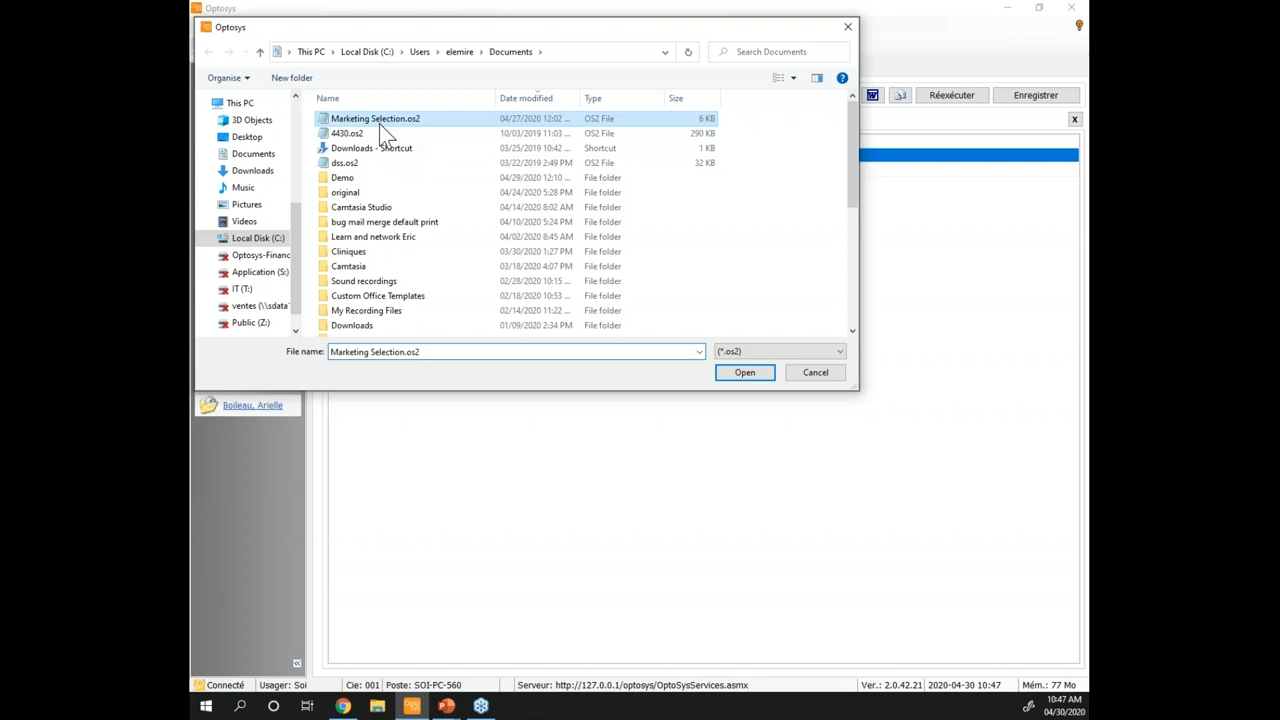 Optosys
Optosys
This PC
Local Disk (C:)
Users
elemire
Documents
Search Documents
Organise
New folder
Name
Date modified
Type
Size
This PC
3D Objects
Desktop
Documents
Downloads
Music
Pictures
Videos
Local Disk (C:)
Optosys-Financ
Application (S:)
IT (T:)
ventes (\\sdata
Public (Z:)
Marketing Selection.os2 04/27/2020 12:02 ... OS2 File 6 KB
4430.os2 10/03/2019 11:03 ... OS2 File 290 KB
Downloads - Shortcut 03/25/2019 10:42 ... Shortcut 1 KB
dss.os2 03/22/2019 2:49 PM OS2 File 32 KB
Demo 04/29/2020 12:10 ... File folder
original 04/24/2020 5:28 PM File folder
Camtasia Studio 04/14/2020 8:02 AM File folder
bug mail merge default print 04/10/2020 5:24 PM File folder
Learn and network Eric 04/02/2020 8:45 AM File folder
Cliniques 03/30/2020 1:27 PM File folder
Camtasia 03/18/2020 4:07 PM File folder
Sound recordings 02/28/2020 10:15 ... File folder
Custom Office Templates 02/18/2020 10:53 ... File folder
My Recording Files 02/14/2020 11:22 ... File folder
Downloads 01/09/2020 2:34 PM File folder
File name: Marketing Selection.os2 (*.os2)
Open Cancel
Réexécuter Enregistrer
x
Boileau, Arielle
Connecté Usager: Soi Cie: 001 Poste: SOI-PC-560 Serveur: http://127.0.0.1/optosys/OptoSysServices.asmx Ver.: 2.0.42.21 2020-04-30 10:47 Mém.: 77 Mo
10:47 AM
04/30/2020